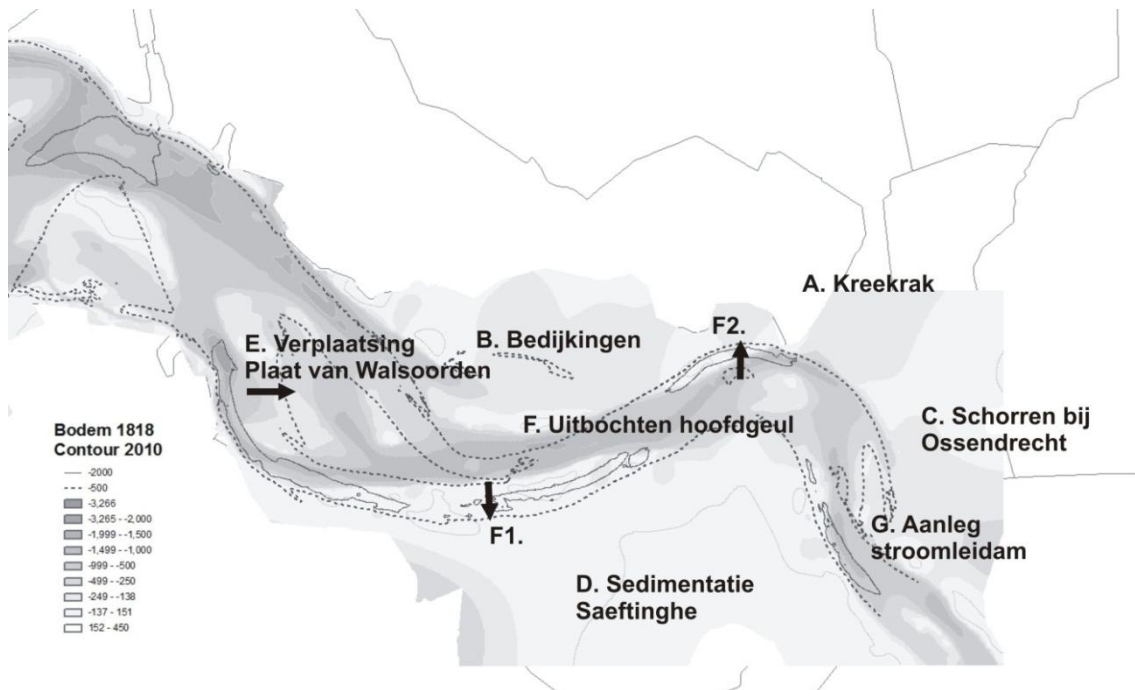 A. Kreekrak
F2.
B. Bedijkingen
E. Verplaatsing
Plaat van Walsoorden
F. Uitbochten hoofdgeul
C. Schorren bij
Ossendrecht
F1.
G. Aanleg
stroomleidam
D. Sedimentatie
Saeftinghe
Bodem 1818
Contour 2010
-2000
-500
-3,266
-3,265 - -2,000
-1,999 - -1,500
-1,499 - -1,000
-999 - -500
-499 - -250
-249 - -138
-137 - 151
152 - 450